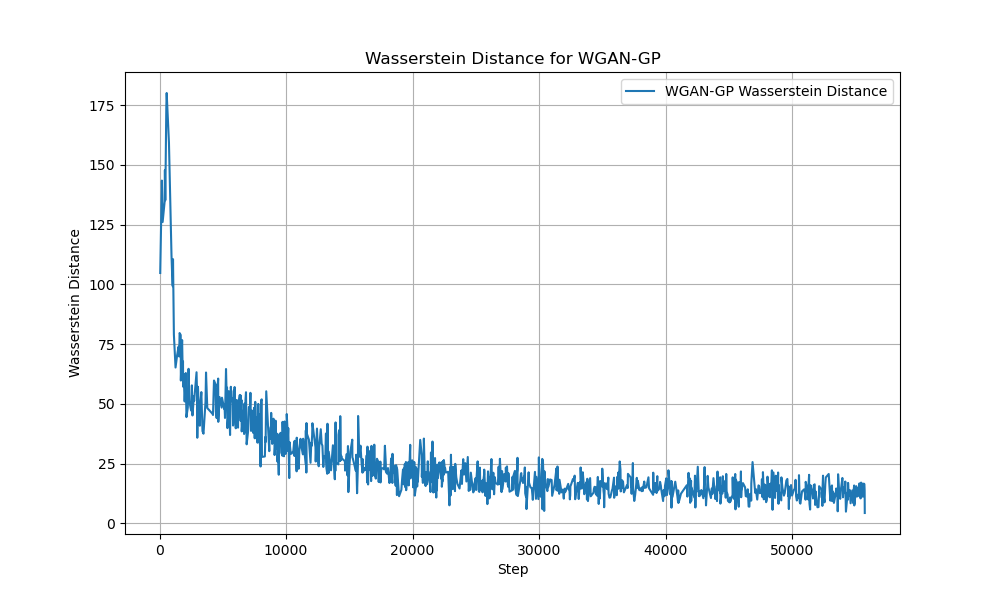 Wasserstein Distance for WGAN-GP
WGAN-GP Wasserstein Distance
Wasserstein Distance
175
150
125
100
75
50
25
0
0 10000 20000 30000 40000 50000
Step